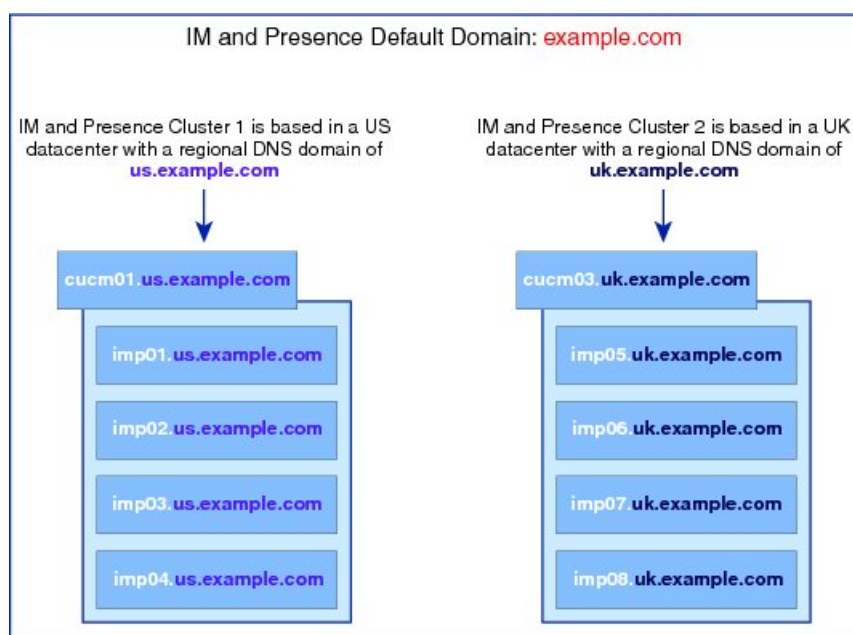 IM and Presence Default Domain: example.com
IM and Presence Cluster 1 is based in a US
datacenter with a regional DNS domain of
us.example.com
cucm01.us.example.com
imp01.us.example.com
imp02.us.example.com
imp03.us.example.com
imp04.us.example.com
IM and Presence Cluster 2 is based in a UK
datacenter with a regional DNS domain of
uk.example.com
cucm03.uk.example.com
imp05.uk.example.com
imp06.uk.example.com
imp07.uk.example.com
imp08.uk.example.com